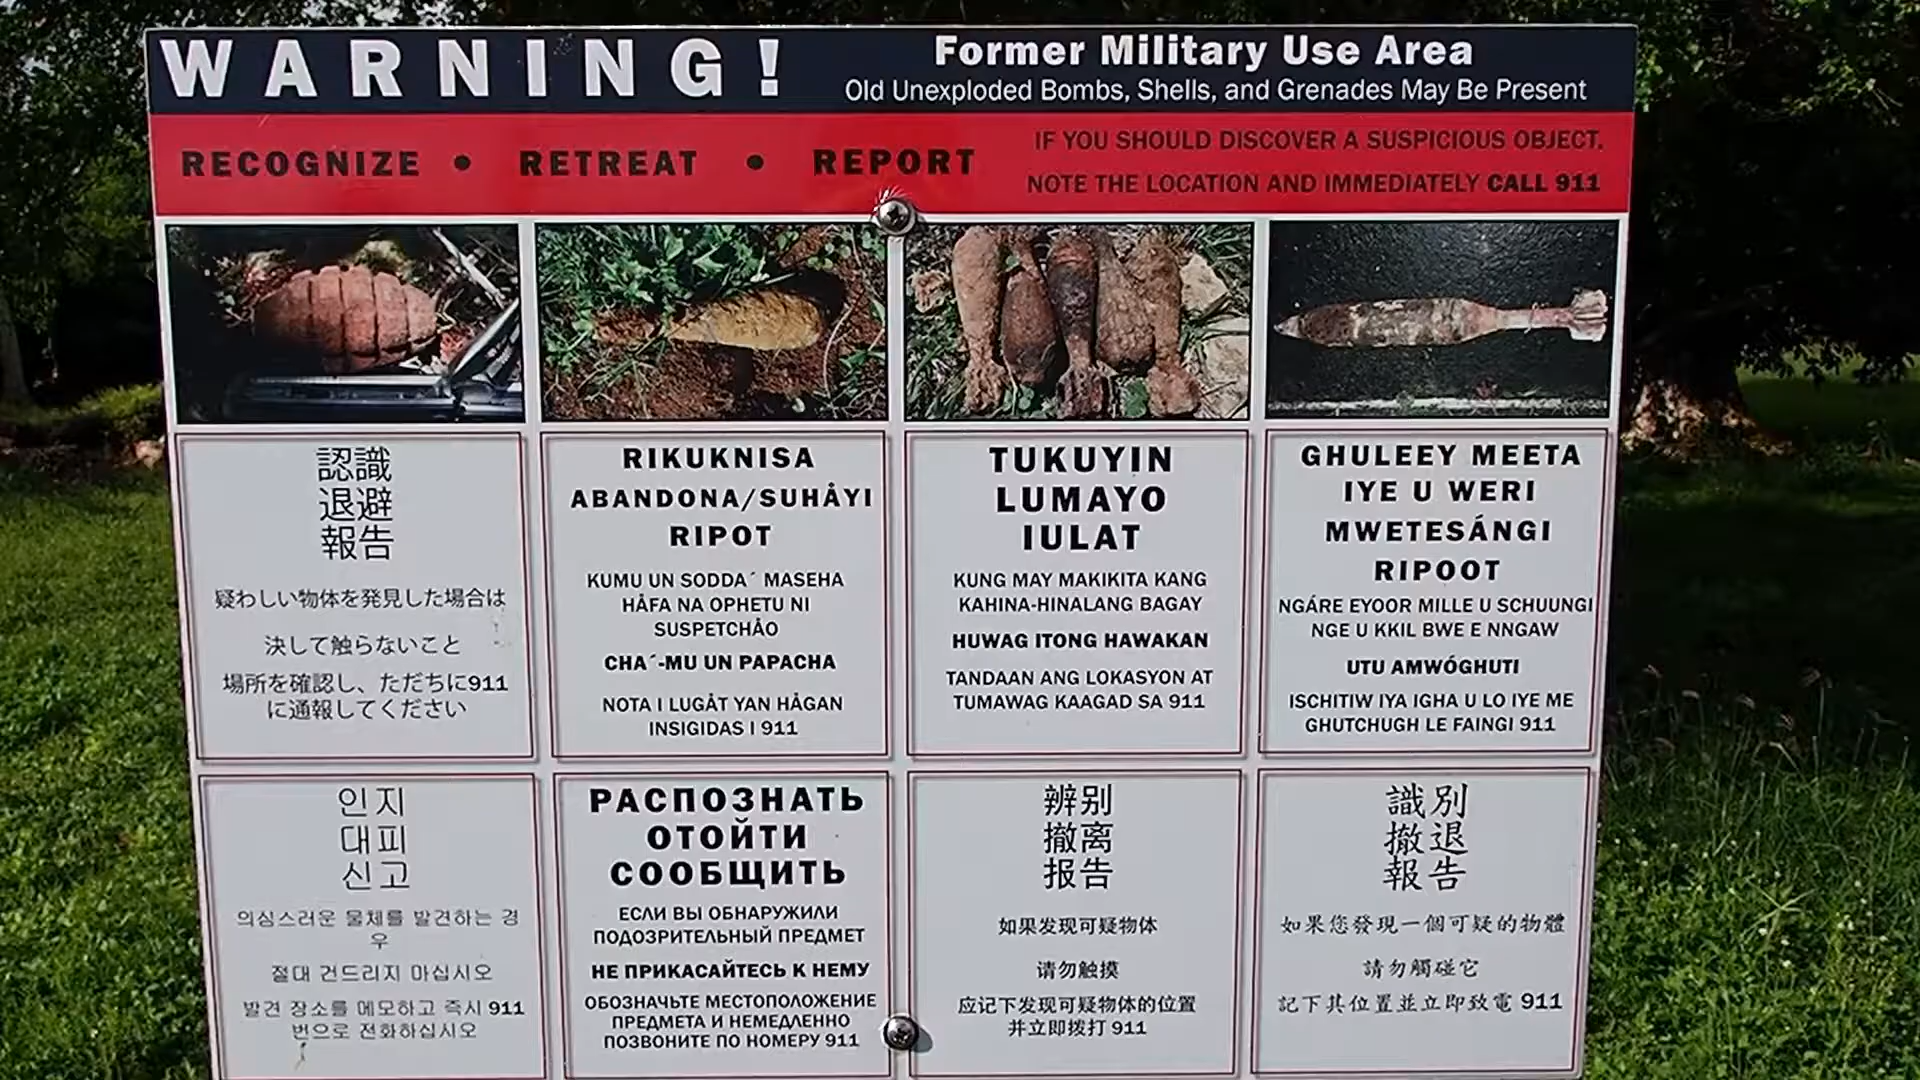 WARNING!
Former Military Use Area
Old Unexploded Bombs, Shells, and Grenades May Be Present
RECOGNIZE • RETREAT • REPORT
IF YOU SHOULD DISCOVER A SUSPICIOUS OBJECT,
NOTE THE LOCATION AND IMMEDIATELY CALL 911
認識
退避
報告
疑わしい物体を発見した場合は
決して触らないこと
場所を確認し、ただちに911
に通報してください
RIKUKNISA
ABANDONA/SUHÅYI
RIPOT
KUMU UN SODDA´ MASEHA
HÅFA NA OPHETU NI
SUSPETCHÅO
CHA´-MU UN PAPACHA
NOTA I LUGÅT YAN HÅGAN
INSIGIDAS I 911
TUKUYIN
LUMAYO
IULAT
KUNG MAY MAKIKITA KANG
KAHINA-HINALANG BAGAY
HUWAG ITONG HAWAKAN
TANDAAN ANG LOKASYON AT
TUMAWAG KAAGAD SA 911
GHULEEY MEETA
IYE U WERI
MWETESÁNGI
RIPOOT
NGÁRE EYOOR MILLE U SCHUUNGI
NGE U KKIL BWE E NNGAW
UTU AMWÓGHUTI
ISCHITIW IYA IGHA U LO IYE ME
GHUTCHUGH LE FAINGI 911
인지
대피
신고
의심스러운 물체를 발견하는 경
우
절대 건드리지 마십시오
발견 장소를 메모하고 즉시 911
번으로 전화하십시오
РАСПОЗНАТЬ
ОТОЙТИ
СООБЩИТЬ
ЕСЛИ ВЫ ОБНАРУЖИЛИ
ПОДОЗРИТЕЛЬНЫЙ ПРЕДМЕТ
НЕ ПРИКАСАЙТЕСЬ К НЕМУ
ОБОЗНАЧЬТЕ МЕСТОПОЛОЖЕНИЕ
ПРЕДМЕТА И НЕМЕДЛЕННО
ПОЗВОНИТЕ ПО НОМЕРУ 911
辨别
撤离
报告
如果发现可疑物体
请勿触摸
应记下发现可疑物体的位置
并立即拨打 911
識別
撤退
報告
如果您發現一個可疑的物體
請勿觸碰它
記下其位置並立即致電 911